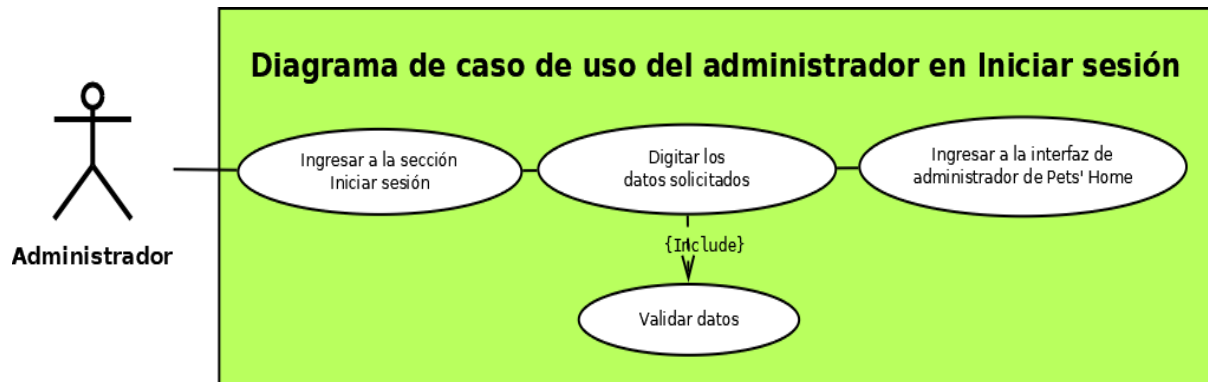 Diagrama de caso de uso del administrador en Iniciar sesión
Ingresar a la sección
Iniciar sesión
Digitar los
datos solicitados
Ingresar a la interfaz de
administrador de Pets' Home
Administrador
{Include}
Validar datos